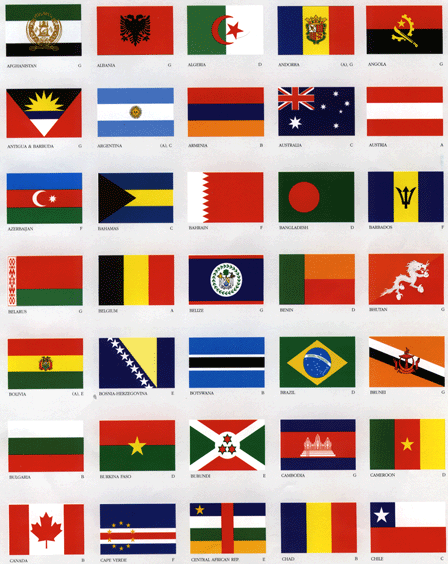 AFGHANISTAN G ALBANIA G ALGERIA D ANDORRA (A), G ANGOLA G
ANTIGUA & BARBUDA G ARGENTINA (A), C ARMENIA B AUSTRALIA C AUSTRIA A
AZERBAIJAN F BAHAMAS C BAHRAIN F BANGLADESH D BARBADOS F
BELARUS G BELGIUM A BELIZE G BENIN D BHUTAN G
BOLIVIA (A), E BOSNIA-HERZEGOVINA E BOTSWANA B BRAZIL D BRUNEI G
BULGARIA B BURKINA FASO D BURUNDI E CAMBODIA G CAMEROON D
CANADA B CAPE VERDE F CENTRAL AFRICAN REP. E CHAD B CHILE C